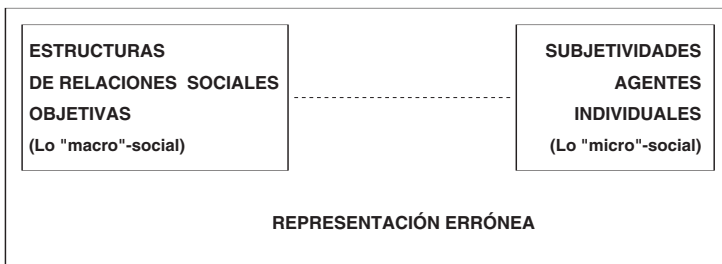 ESTRUCTURAS
DE RELACIONES SOCIALES
OBJETIVAS
(Lo "macro"-social)
SUBJETIVIDADES
AGENTES
INDIVIDUALES
(Lo "micro"-social)
REPRESENTACIÓN ERRÓNEA